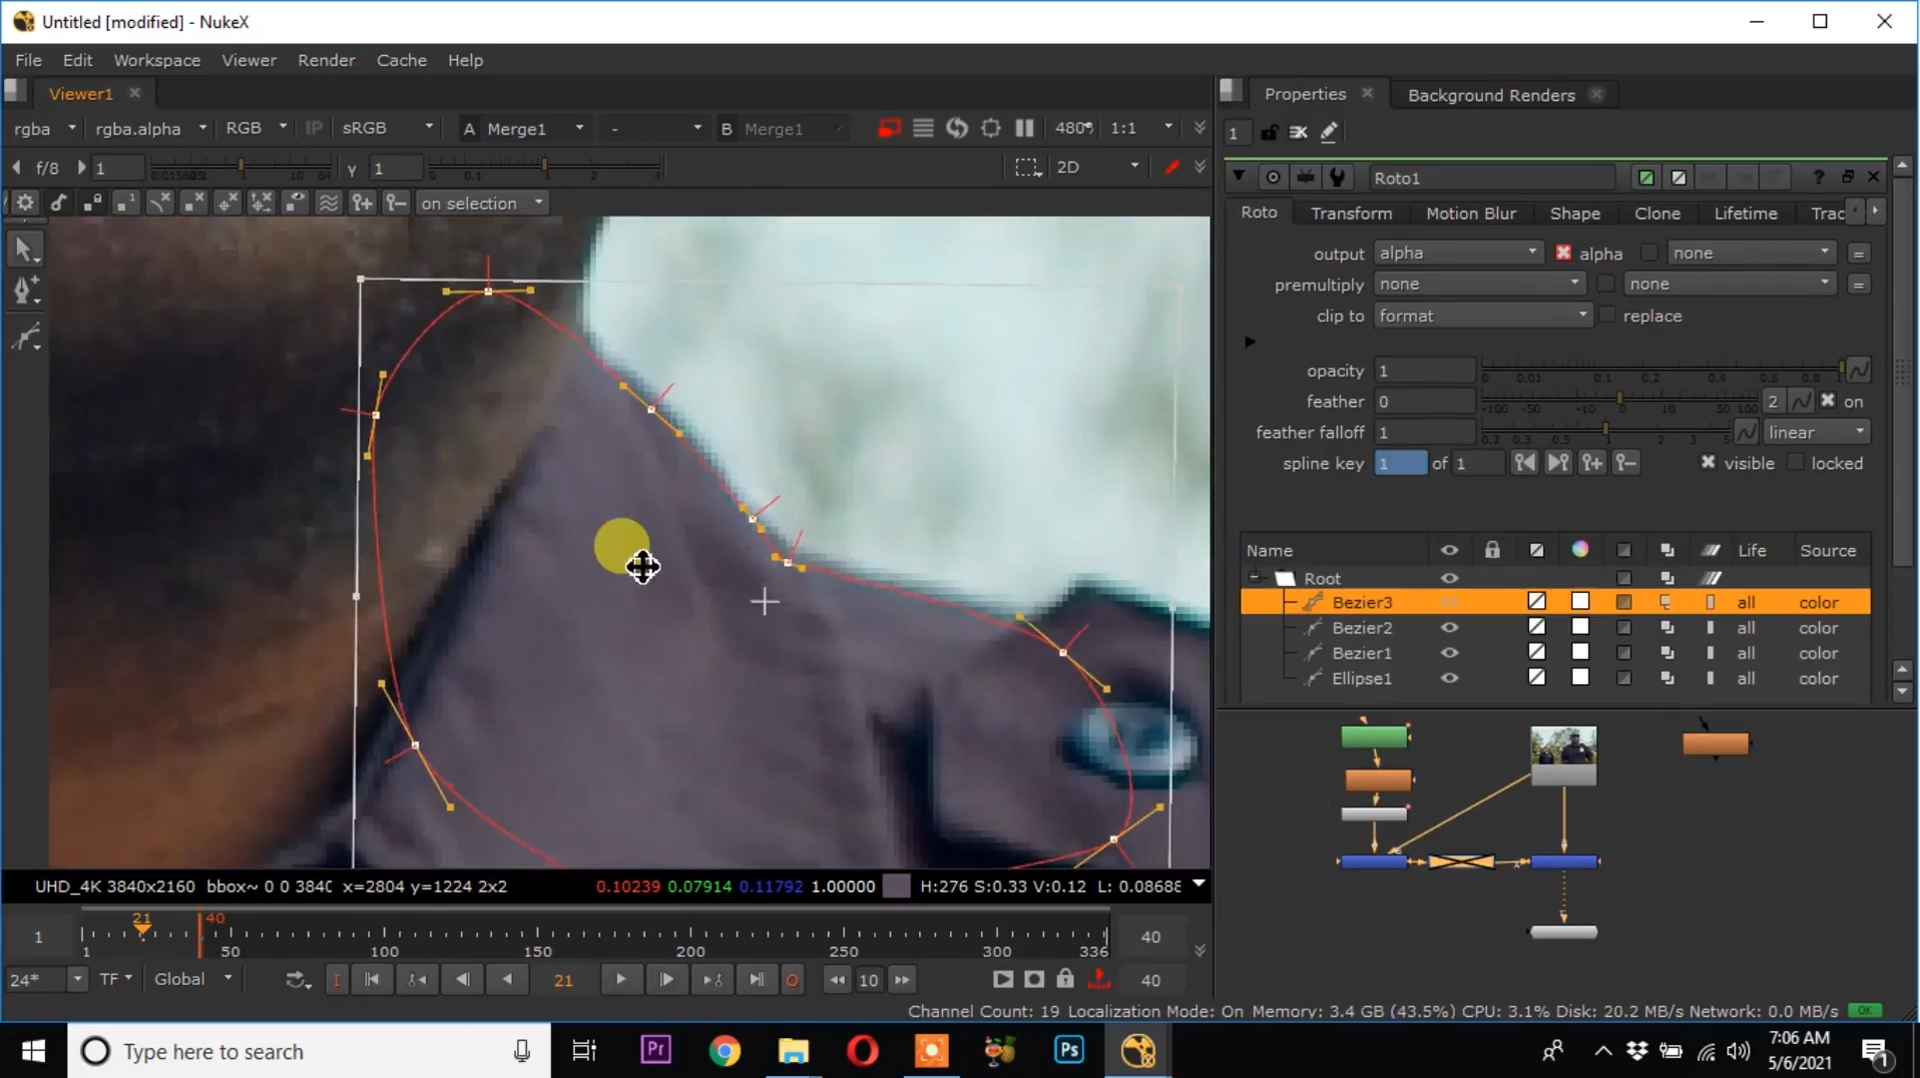 Untitled [modified] - NukeX
File Edit Workspace Viewer Render Cache Help
Viewer1
Properties
Background Renders
rgba rgba.alpha RGB IP sRGB A Merge1 - B Merge1 1:1
1
f/8 1 Y 1 2D
on selection
Roto1
Roto Transform Motion Blur Shape Clone Lifetime Trac
output alpha alpha none
premultiply none none
clip to format replace
opacity 1
feather 0 2 on
feather falloff 1 linear
spline key 1 of 1 visible locked
Name Life Source
Root
Bezier3 all color
Bezier2 all color
Bezier1 all color
Ellipse1 all color
UHD_4K 3840x2160 bbox~ 0 0 384( x=2804 y=1224 2x2 0.10239 0.07914 0.11792 1.00000 H:276 S:0.33 V:0.12 L: 0.0868
1 21 40 40
1 50 100 150 200 250 300 336
24* TF Global I 21 O 10 40
Channel Count: 19 Localization Mode: On Memory: 3.4 GB (43.5%) CPU: 3.1% Disk: 20.2 MB/s Network: 0.0 MB/s OK
Type here to search
Pr
Ps
7:06 AM
5/6/2021
1